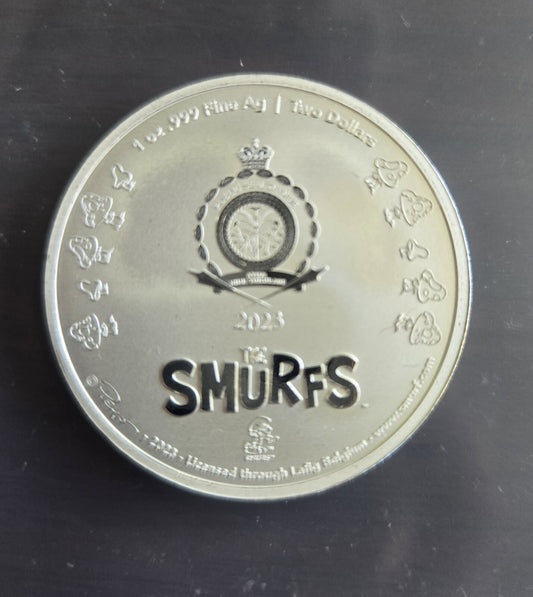 1 oz .999 Fine Ag | Two Dollars
2023
THE
SMURFS
© Peyo - 2023 - Licensed through Lafig Belgium - www.smurf.com